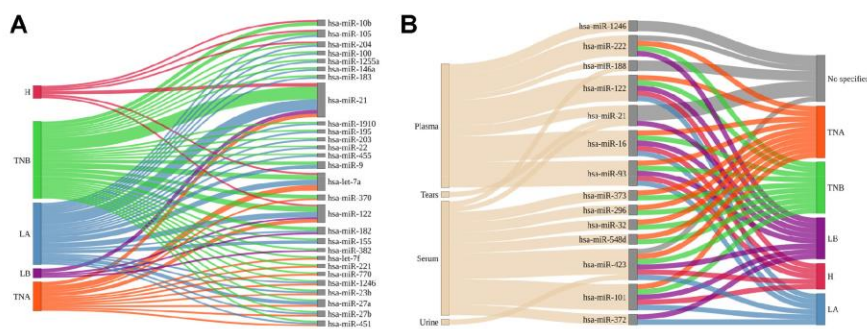 A
H
TNB
LA
LB
TNA
hsa-miR-10b
hsa-miR-105
hsa-miR-204
hsa-miR-100
hsa-miR-1255a
hsa-miR-146a
hsa-miR-183
hsa-miR-21
hsa-miR-1910
hsa-miR-195
hsa-miR-203
hsa-miR-22
hsa-miR-455
hsa-miR-9
hsa-let-7a
hsa-miR-370
hsa-miR-122
hsa-miR-182
hsa-miR-155
hsa-miR-382
hsa-let-7f
hsa-miR-221
hsa-miR-770
hsa-miR-1246
hsa-miR-23b
hsa-miR-27a
hsa-miR-27b
hsa-miR-451
B
Plasma
Tears
Serum
Urine
hsa-miR-1246
hsa-miR-222
hsa-miR-188
hsa-miR-122
hsa-miR-21
hsa-miR-16
hsa-miR-93
hsa-miR-373
hsa-miR-296
hsa-miR-32
hsa-miR-548d
hsa-miR-423
hsa-miR-101
hsa-miR-372
No specified
TNA
TNB
LB
H
LA